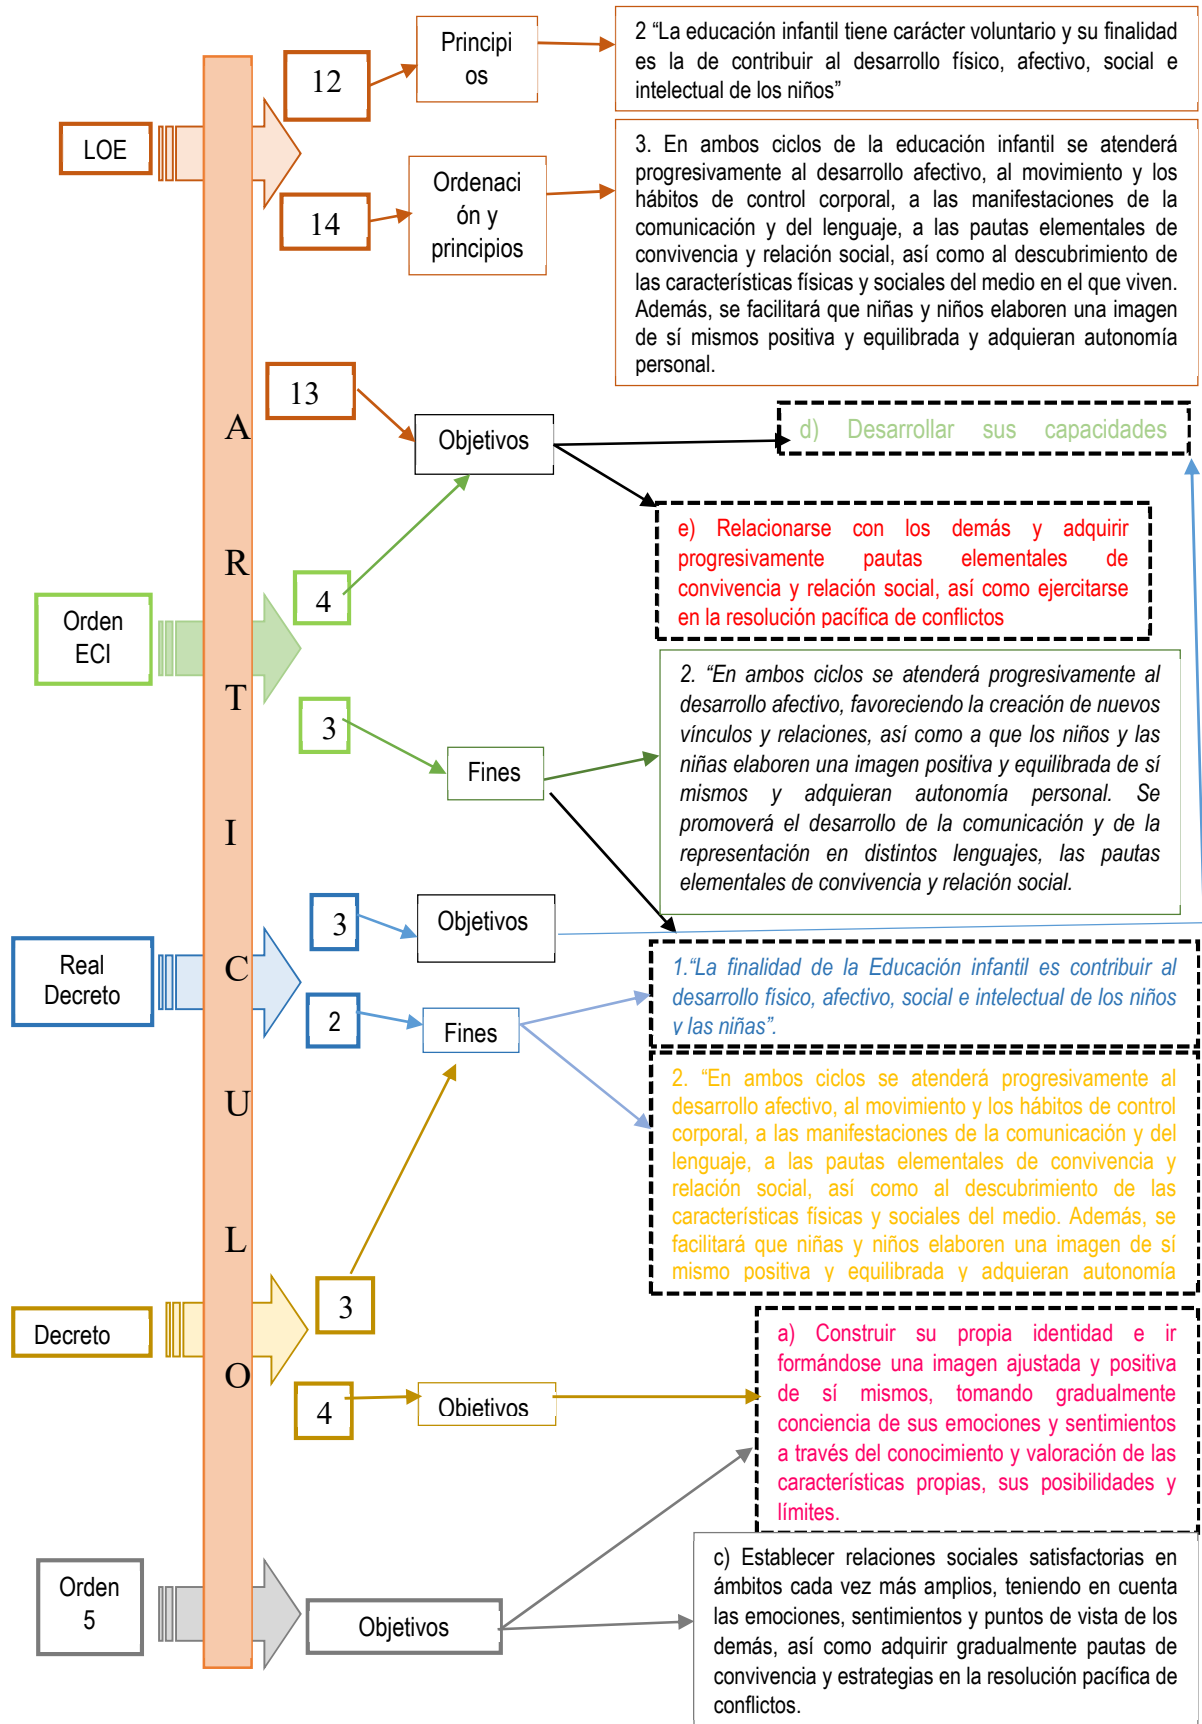 LOE
12
Principi
os
2 “La educación infantil tiene carácter voluntario y su finalidad
es la de contribuir al desarrollo físico, afectivo, social e
intelectual de los niños”
14
Ordenaci
ón y
principios
3. En ambos ciclos de la educación infantil se atenderá
progresivamente al desarrollo afectivo, al movimiento y los
hábitos de control corporal, a las manifestaciones de la
comunicación y del lenguaje, a las pautas elementales de
convivencia y relación social, así como al descubrimiento de
las características físicas y sociales del medio en el que viven.
Además, se facilitará que niñas y niños elaboren una imagen
de sí mismos positiva y equilibrada y adquieran autonomía
personal.
13
Objetivos
d) Desarrollar sus capacidades
e) Relacionarse con los demás y adquirir
progresivamente pautas elementales de
convivencia y relación social, así como ejercitarse
en la resolución pacífica de conflictos
A
R
T
I
C
U
L
O
Orden
ECI
4
3
Fines
2. “En ambos ciclos se atenderá progresivamente al
desarrollo afectivo, favoreciendo la creación de nuevos
vínculos y relaciones, así como a que los niños y las
niñas elaboren una imagen positiva y equilibrada de sí
mismos y adquieran autonomía personal. Se
promoverá el desarrollo de la comunicación y de la
representación en distintos lenguajes, las pautas
elementales de convivencia y relación social.
Real
Decreto
3
Objetivos
2
Fines
1.“La finalidad de la Educación infantil es contribuir al
desarrollo físico, afectivo, social e intelectual de los niños
y las niñas”.
2. “En ambos ciclos se atenderá progresivamente al
desarrollo afectivo, al movimiento y los hábitos de control
corporal, a las manifestaciones de la comunicación y del
lenguaje, a las pautas elementales de convivencia y
relación social, así como al descubrimiento de las
características físicas y sociales del medio. Además, se
facilitará que niñas y niños elaboren una imagen de sí
mismo positiva y equilibrada y adquieran autonomía
Decreto
3
4
Objetivos
a) Construir su propia identidad e ir
formándose una imagen ajustada y positiva
de sí mismos, tomando gradualmente
conciencia de sus emociones y sentimientos
a través del conocimiento y valoración de las
características propias, sus posibilidades y
límites.
Orden
5
Objetivos
c) Establecer relaciones sociales satisfactorias en
ámbitos cada vez más amplios, teniendo en cuenta
las emociones, sentimientos y puntos de vista de los
demás, así como adquirir gradualmente pautas de
convivencia y estrategias en la resolución pacífica de
conflictos.